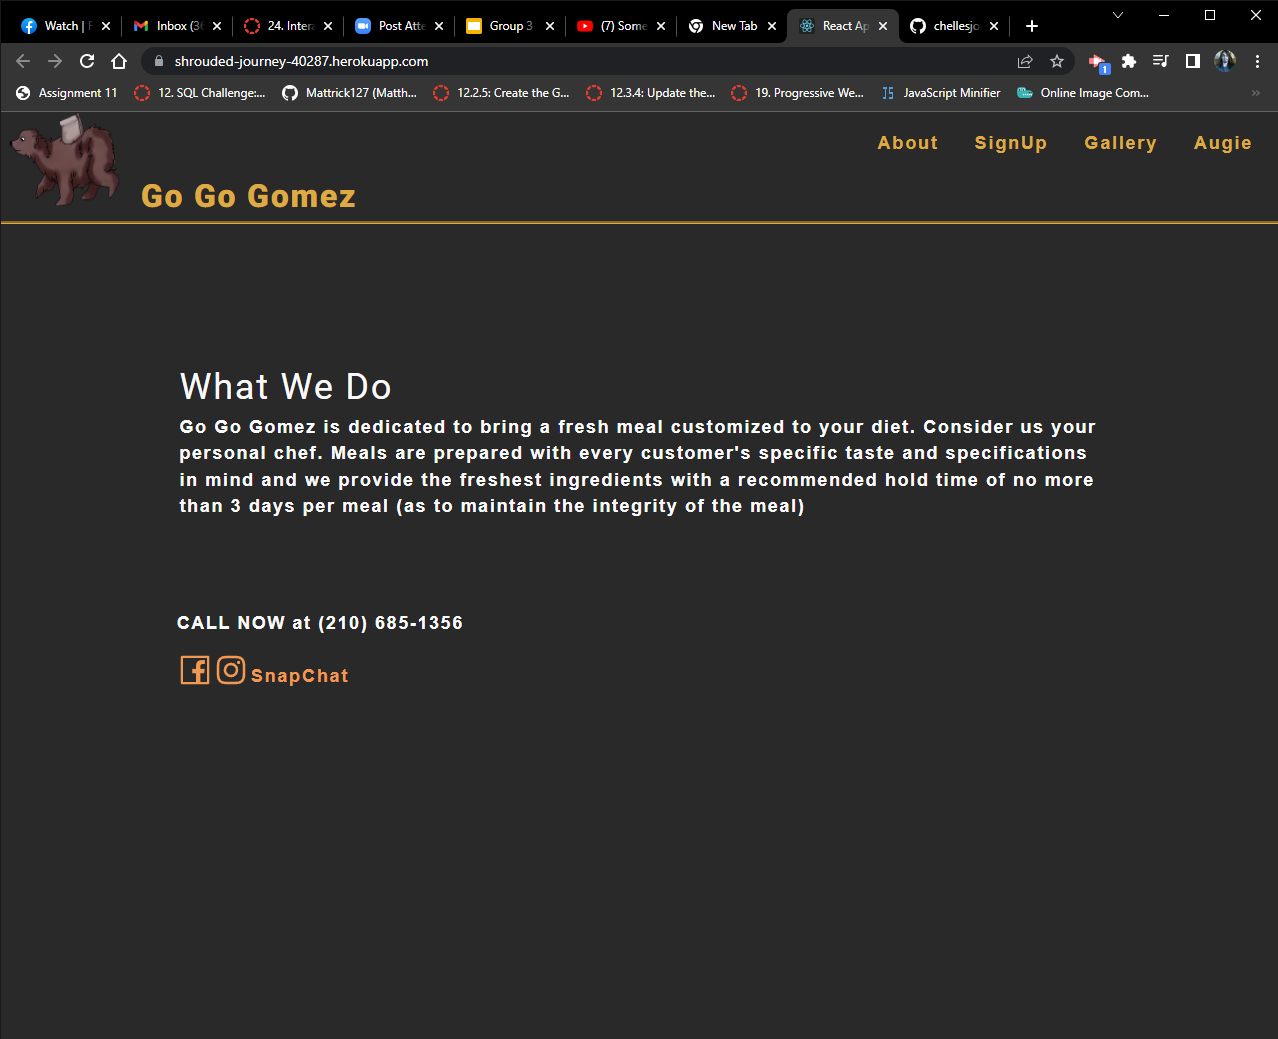 Watch | F
Inbox (36
24. Intera
Post Atte
Group 3
(7) Some
New Tab
React Ap
chellesjo
shrouded-journey-40287.herokuapp.com
1
Assignment 11
12. SQL Challenge:...
Mattrick127 (Matth...
12.2.5: Create the G...
12.3.4: Update the...
19. Progressive We...
JS
JavaScript Minifier
Online Image Com...
About
SignUp
Gallery
Augie
Go Go Gomez
What We Do
Go Go Gomez is dedicated to bring a fresh meal customized to your diet. Consider us your
personal chef. Meals are prepared with every customer's specific taste and specifications
in mind and we provide the freshest ingredients with a recommended hold time of no more
than 3 days per meal (as to maintain the integrity of the meal)
CALL NOW at (210) 685-1356
SnapChat